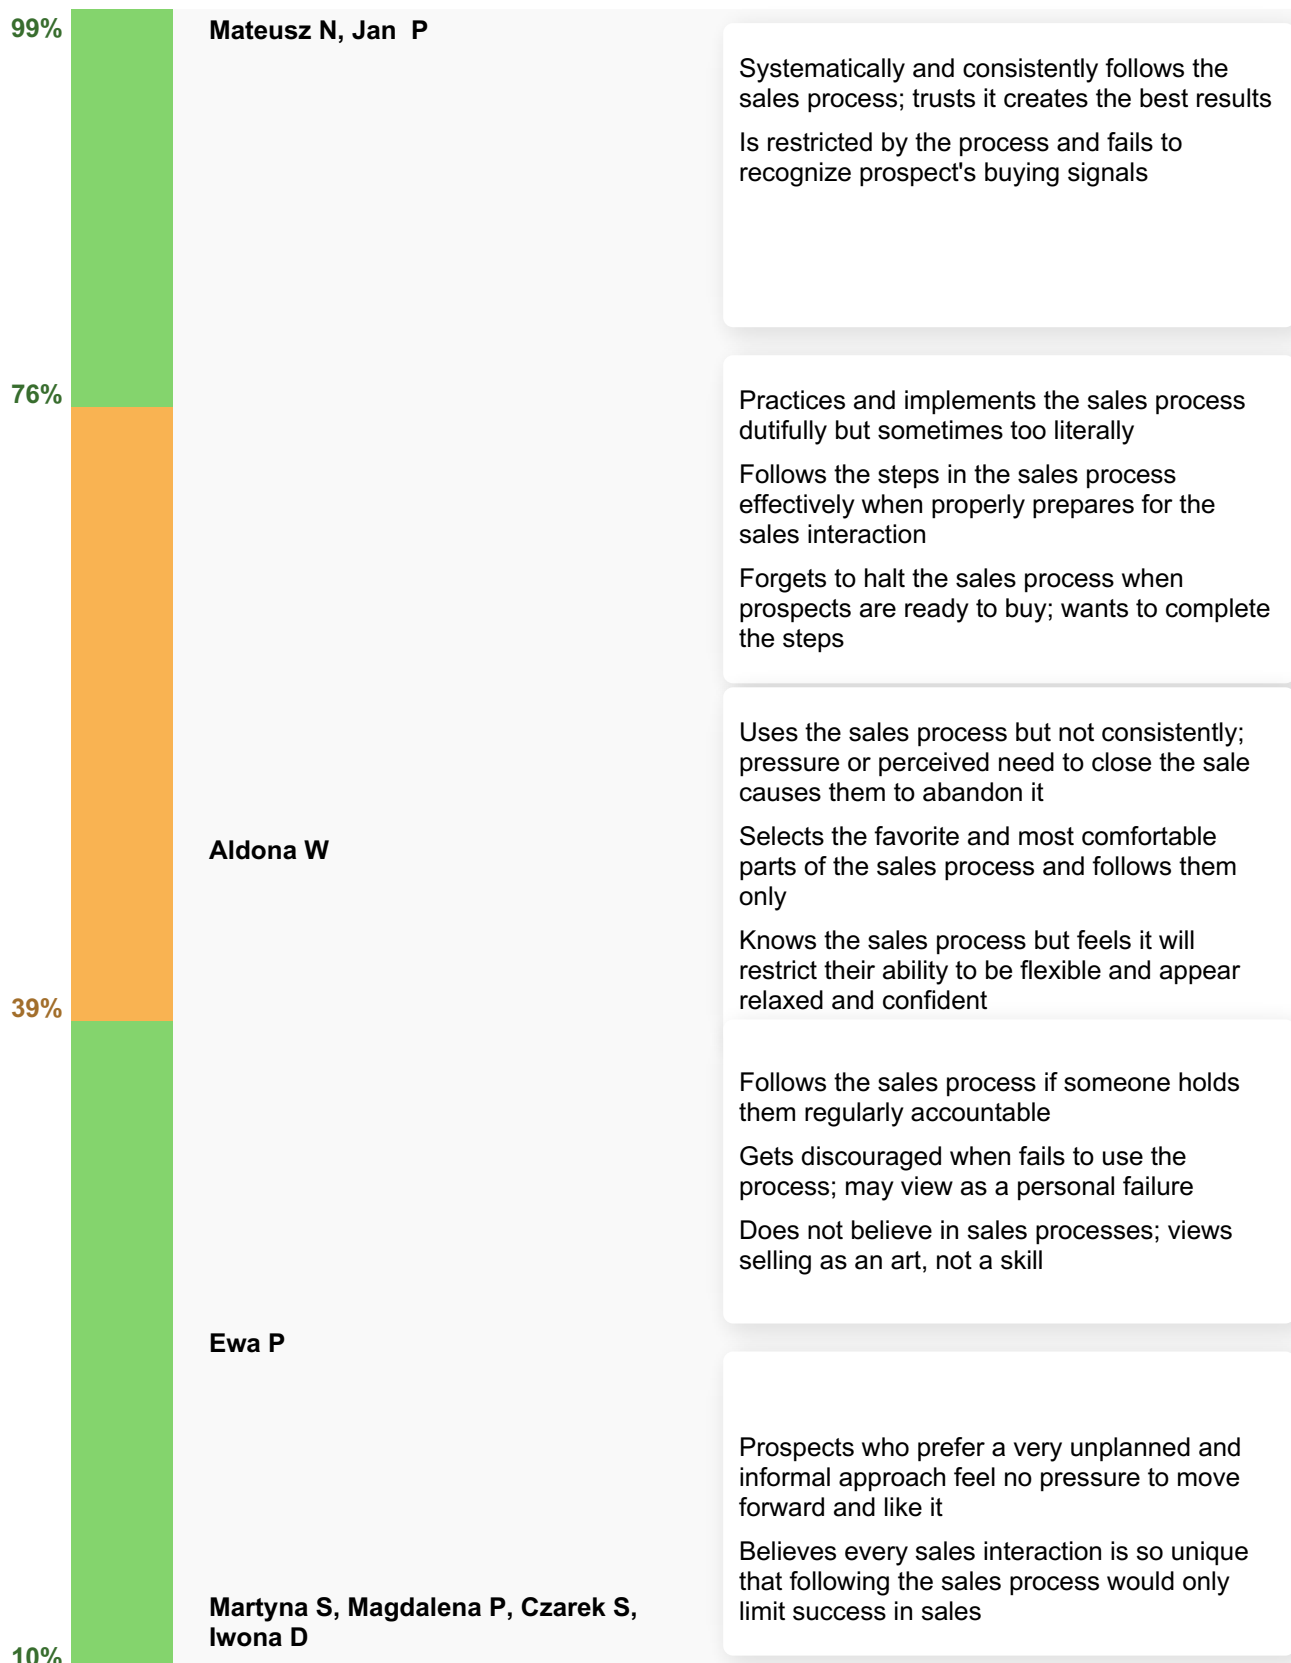 99%
Mateusz N, Jan  P
Systematically and consistently follows the
sales process; trusts it creates the best results
Is restricted by the process and fails to
recognize prospect's buying signals
76%
Practices and implements the sales process
dutifully but sometimes too literally
Follows the steps in the sales process
effectively when properly prepares for the
sales interaction
Forgets to halt the sales process when
prospects are ready to buy; wants to complete
the steps
Uses the sales process but not consistently;
pressure or perceived need to close the sale
causes them to abandon it
Aldona W
Selects the favorite and most comfortable
parts of the sales process and follows them
only
Knows the sales process but feels it will
restrict their ability to be flexible and appear
relaxed and confident
39%
Follows the sales process if someone holds
them regularly accountable
Gets discouraged when fails to use the
process; may view as a personal failure
Does not believe in sales processes; views
selling as an art, not a skill
Ewa P
Prospects who prefer a very unplanned and
informal approach feel no pressure to move
forward and like it
Believes every sales interaction is so unique
that following the sales process would only
limit success in sales
Martyna S, Magdalena P, Czarek S,
Iwona D
10%